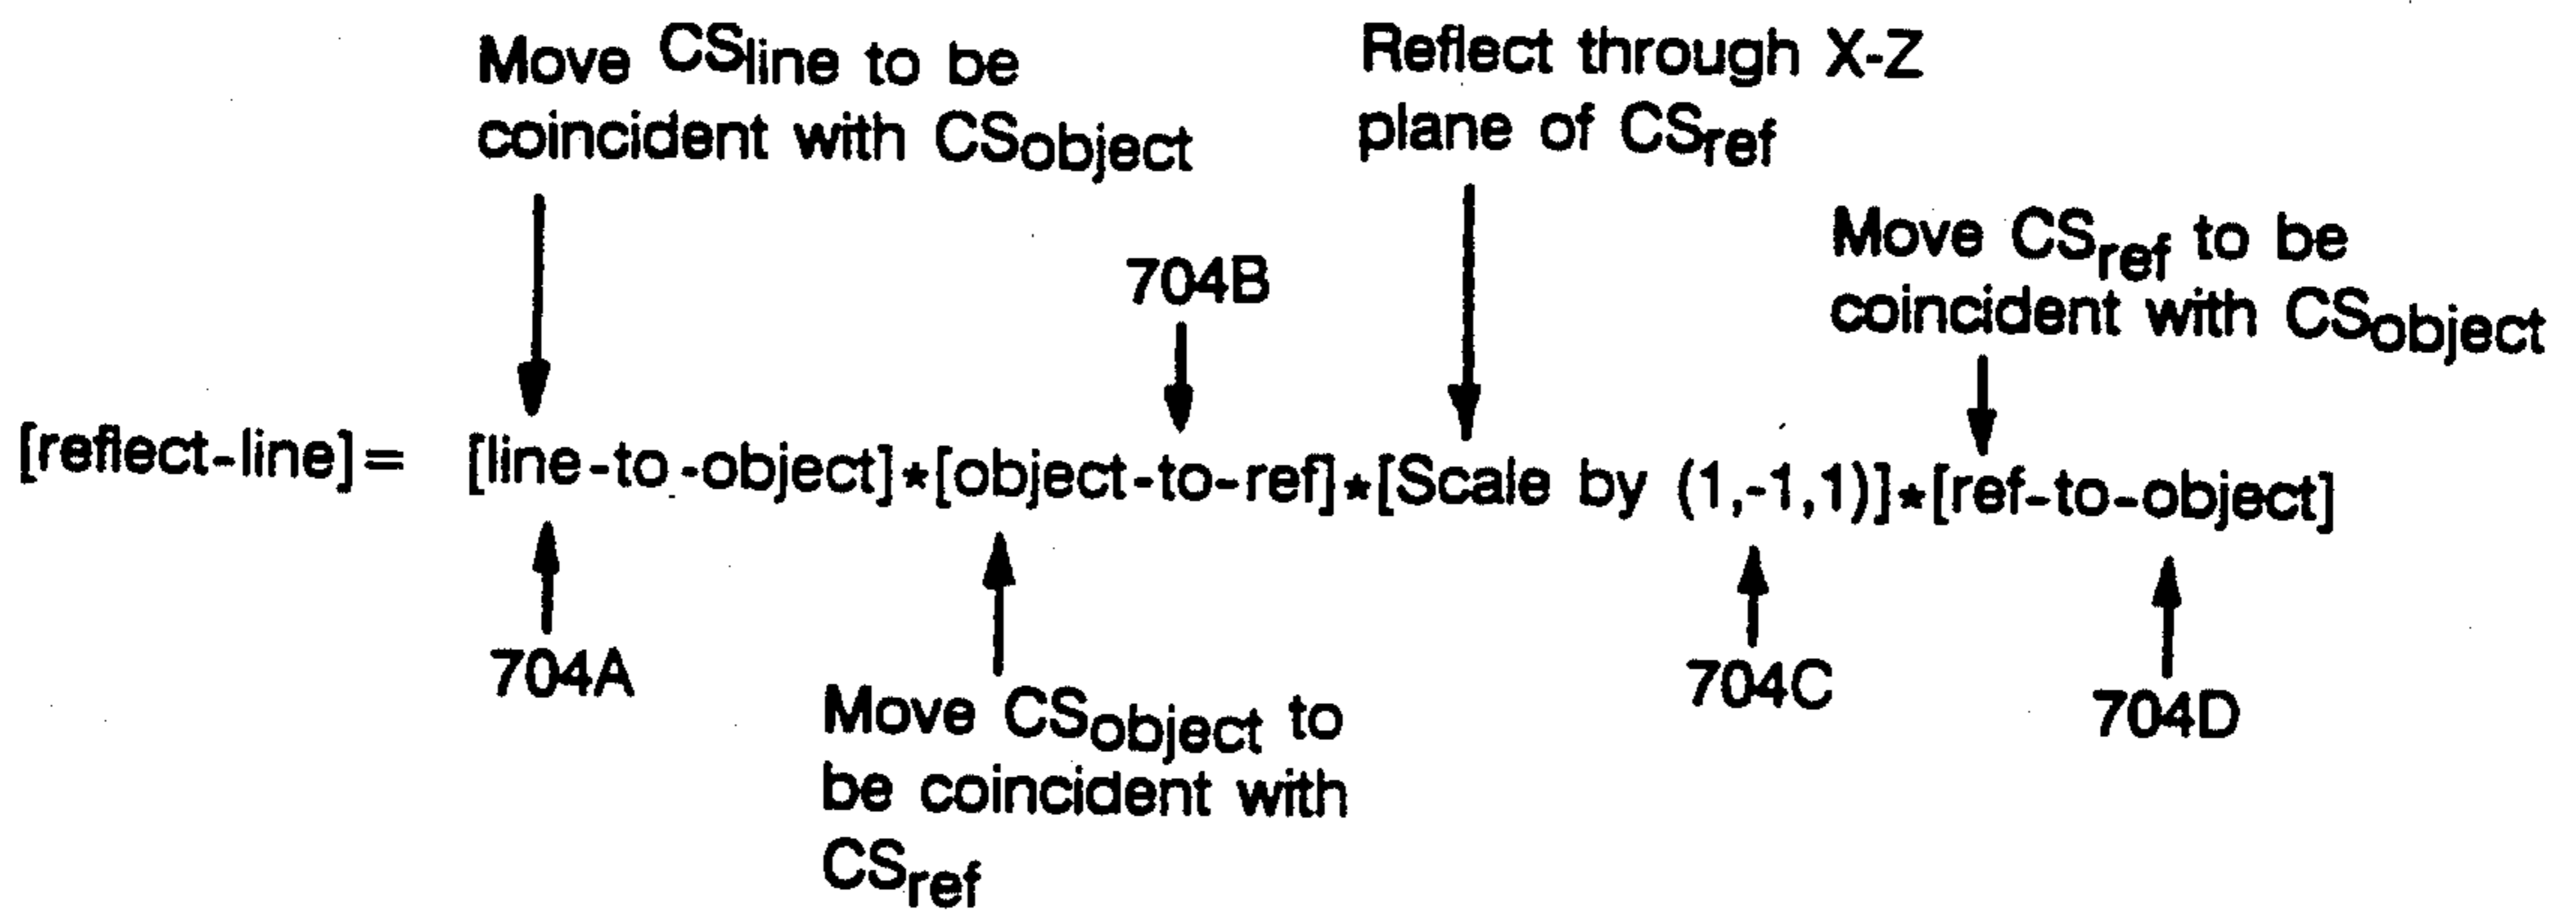 Move CSline to be
coincident with CSobject
Reflect through X-Z
plane of CSref
Move CSref to be
coincident with CSobject
704B
[reflect-line]= [line-to-object]*[object-to-ref]*[Scale by (1,-1,1)]*[ref-to-object]
704A
Move CSobject to
be coincident with
CSref
704C
704D